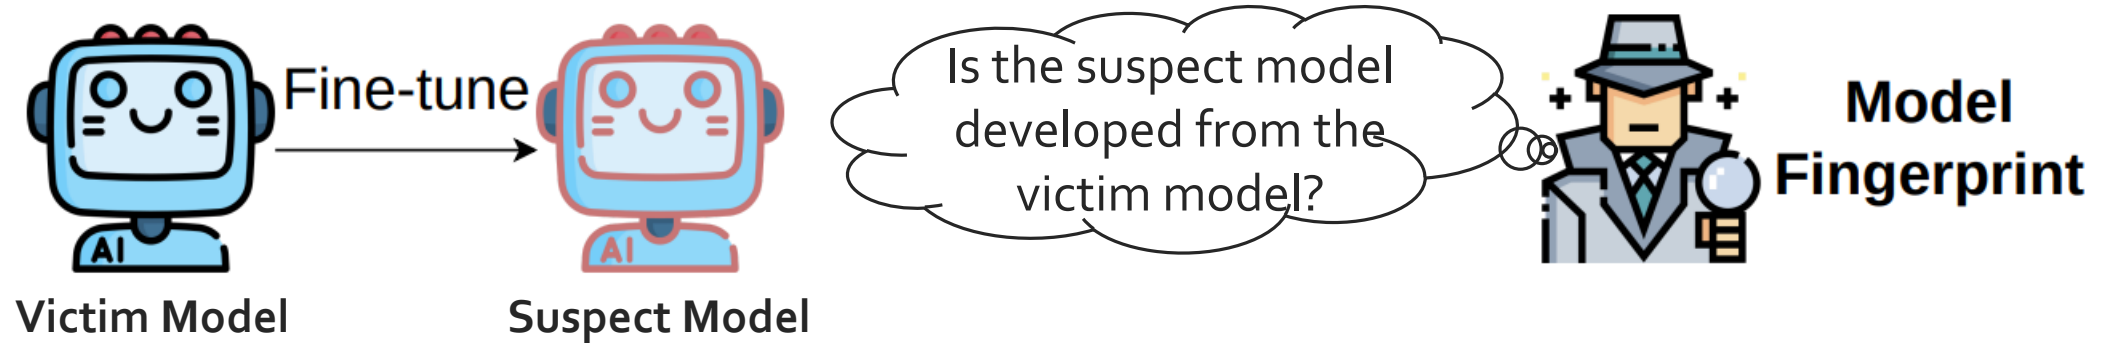 Fine-tune
AI
AI
Victim Model
Suspect Model
Is the suspect model
developed from the
victim model?
Model
Fingerprint